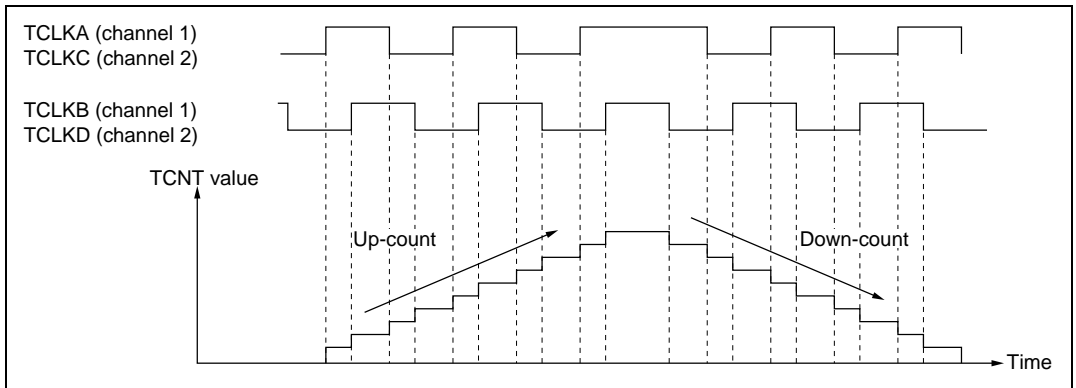 TCLKA (channel 1)
TCLKC (channel 2)
TCLKB (channel 1)
TCLKD (channel 2)
TCNT value
Up-count
Down-count
Time